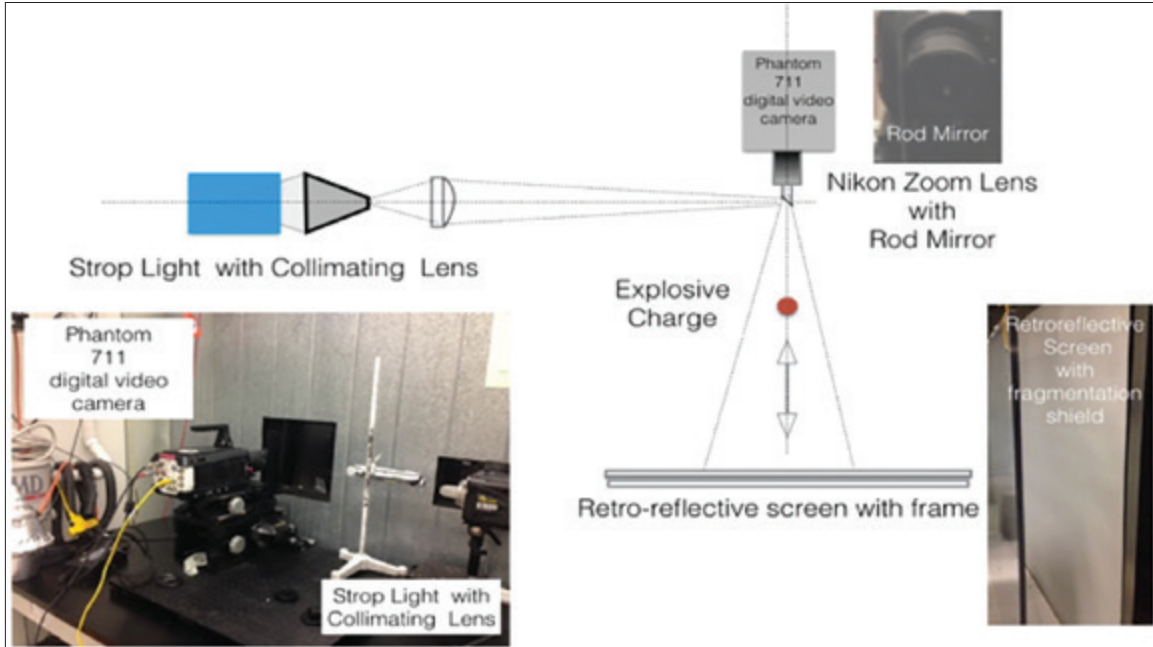 Phantom
711
digital video
camera
Rod Mirror
Nikon Zoom Lens
with
Rod Mirror
Strop Light with Collimating Lens
Explosive
Charge
Retro-reflective screen with frame
Phantom
711
digital video
camera
Strop Light with
Collimating Lens
Retroreflective
Screen
with
fragmentation
shield
MD